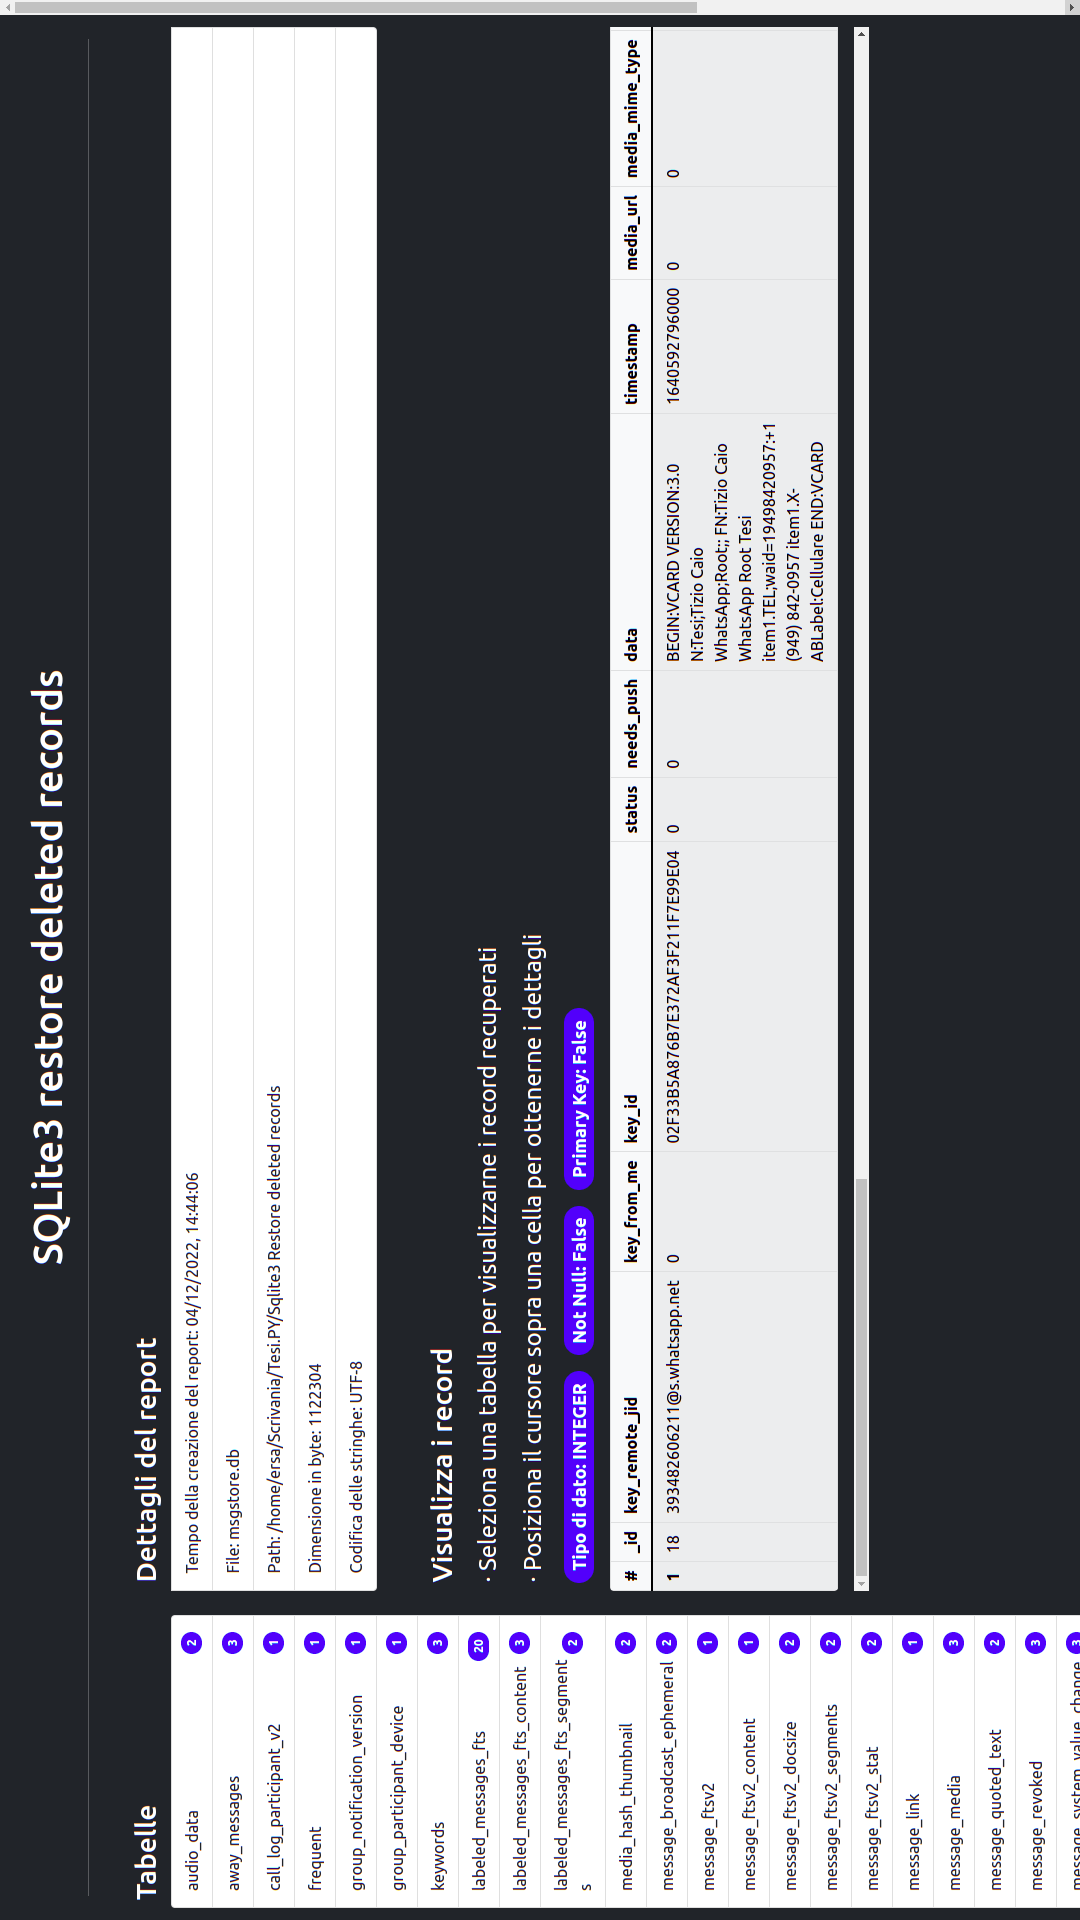 SQLite3 restore deleted records
Tabelle
audio_data 2
away_messages 3
call_log_participant_v2 1
frequent 1
group_notification_version 1
group_participant_device 1
keywords 3
labeled_messages_fts 20
labeled_messages_fts_content 3
labeled_messages_fts_segment 2
s
media_hash_thumbnail 2
message_broadcast_ephemeral 2
message_ftsv2 1
message_ftsv2_content 1
message_ftsv2_docsize 2
message_ftsv2_segments 2
message_ftsv2_stat 2
message_link 1
message_media 3
message_quoted_text 2
message_revoked 3
message_system_value_change 3
Dettagli del report
Tempo della creazione del report: 04/12/2022, 14:44:06
File: msgstore.db
Path: /home/ersa/Scrivania/Tesi.PY/Sqlite3 Restore deleted records
Dimensione in byte: 1122304
Codifica delle stringhe: UTF-8
Visualizza i record
· Seleziona una tabella per visualizzarne i record recuperati
· Posiziona il cursore sopra una cella per ottenerne i dettagli
Tipo di dato: INTEGER Not Null: False Primary Key: False
# _id key_remote_jid key_from_me key_id status needs_push data timestamp media_url media_mime_type
1 18 393482606211@s.whatsapp.net 0 02F33B5A876B7E372AF3F211F7E99E04 0 0 BEGIN:VCARD VERSION:3.0 1640592796000 0 0
N:Tesi;Tizio Caio
WhatsApp;Root;; FN:Tizio Caio
WhatsApp Root Tesi
item1.TEL;waid=19498420957:+1
(949) 842-0957 item1.X-
ABLabel:Cellulare END:VCARD